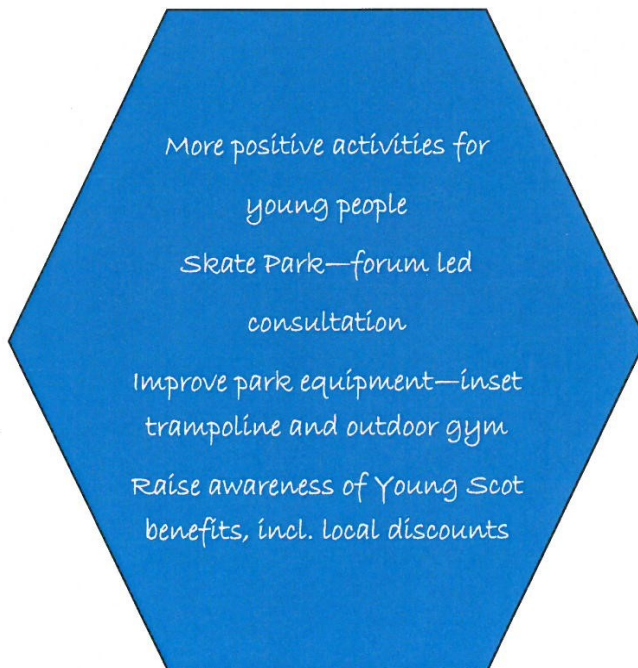 More positive activities for
young people
Skate Park—forum led
consultation
Improve park equipment—inset
trampoline and outdoor gym
Raise awareness of Young Scot
benefits, incl. local discounts